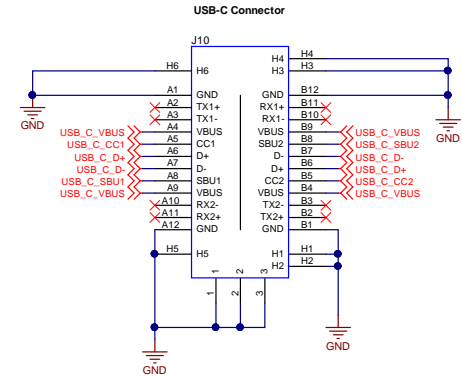 USB-C Connector
J10
H6 H6 H4 H4
H3 H3
A1 GND GND B12
A2 TX1+ RX1+ B11
A3 TX1- RX1- B10
USB_C_VBUS A4 VBUS VBUS B9 USB_C_VBUS
USB_C_CC1 A5 CC1 SBU2 B8 USB_C_SBU2
USB_C_D+ A6 D+ D- B7 USB_C_D-
USB_C_D- A7 D- D+ B6 USB_C_D+
USB_C_SBU1 A8 SBU1 CC2 B5 USB_C_CC2
USB_C_VBUS A9 VBUS VBUS B4 USB_C_VBUS
A10 RX2- TX2- B3
A11 RX2+ TX2+ B2
A12 GND GND B1
H5 H5 H1 H1
H2 H2
1 2 3
1 2 3
GND
GND
GND
GND